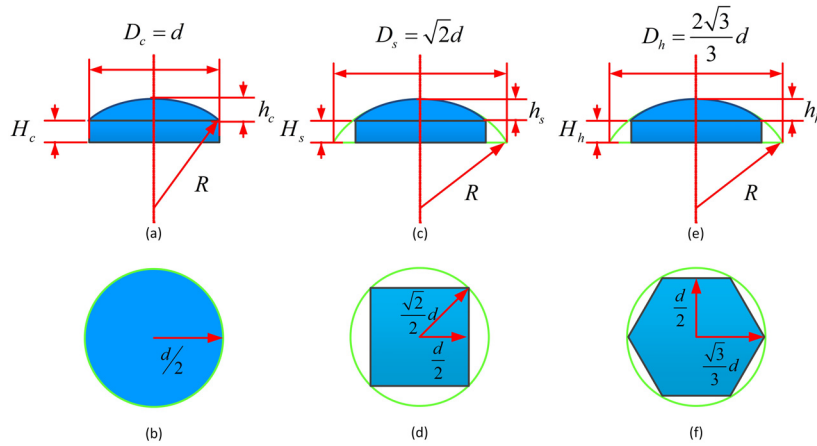 D_c = d
D_s = √2d
D_h = 2√3/3 d
H_c
h_c
R
H_s
h_s
R
H_h
h_h
R
(a)
(c)
(e)
d/2
√2/2 d
d/2
d/2
√3/3 d
(b)
(d)
(f)